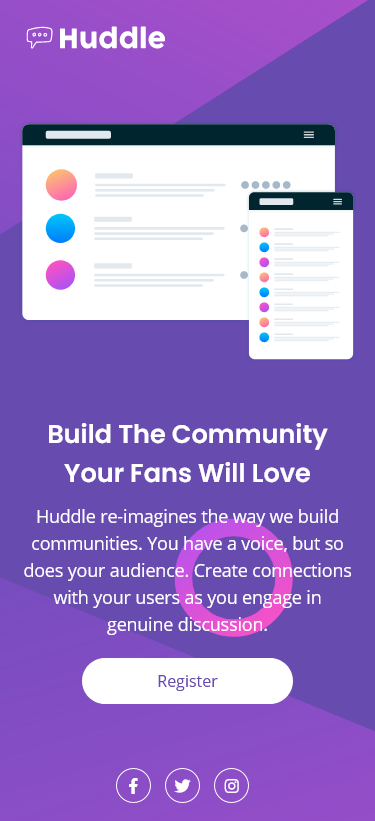 Huddle
Build The Community
Your Fans Will Love
Huddle re-imagines the way we build
communities. You have a voice, but so
does your audience. Create connections
with your users as you engage in
genuine discussion.
Register